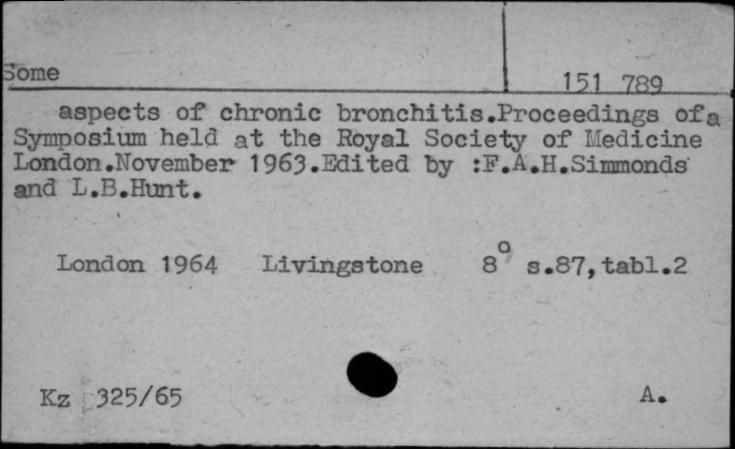 Some
151 789
aspects of chronic bronchitis.Proceedings of a
Symposium held at the Royal Society of Medicine
London.November 1963.Edited by :F.A.H.Simmonds
and L.B.Hunt.
London 1964 Livingstone 8° s.87,tabl.2
Kz 325/65 A.